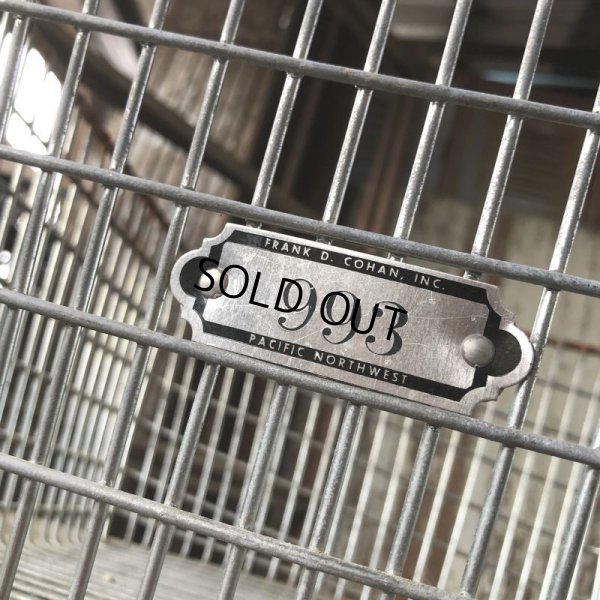 FRANK D. COHAN, INC.
993
SOLD OUT
PACIFIC NORTHWEST